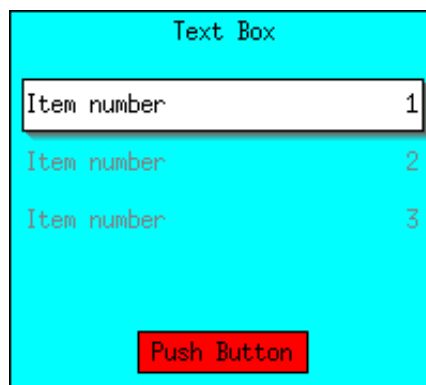 Text Box
Item number 1
Item number 2
Item number 3
Push Button